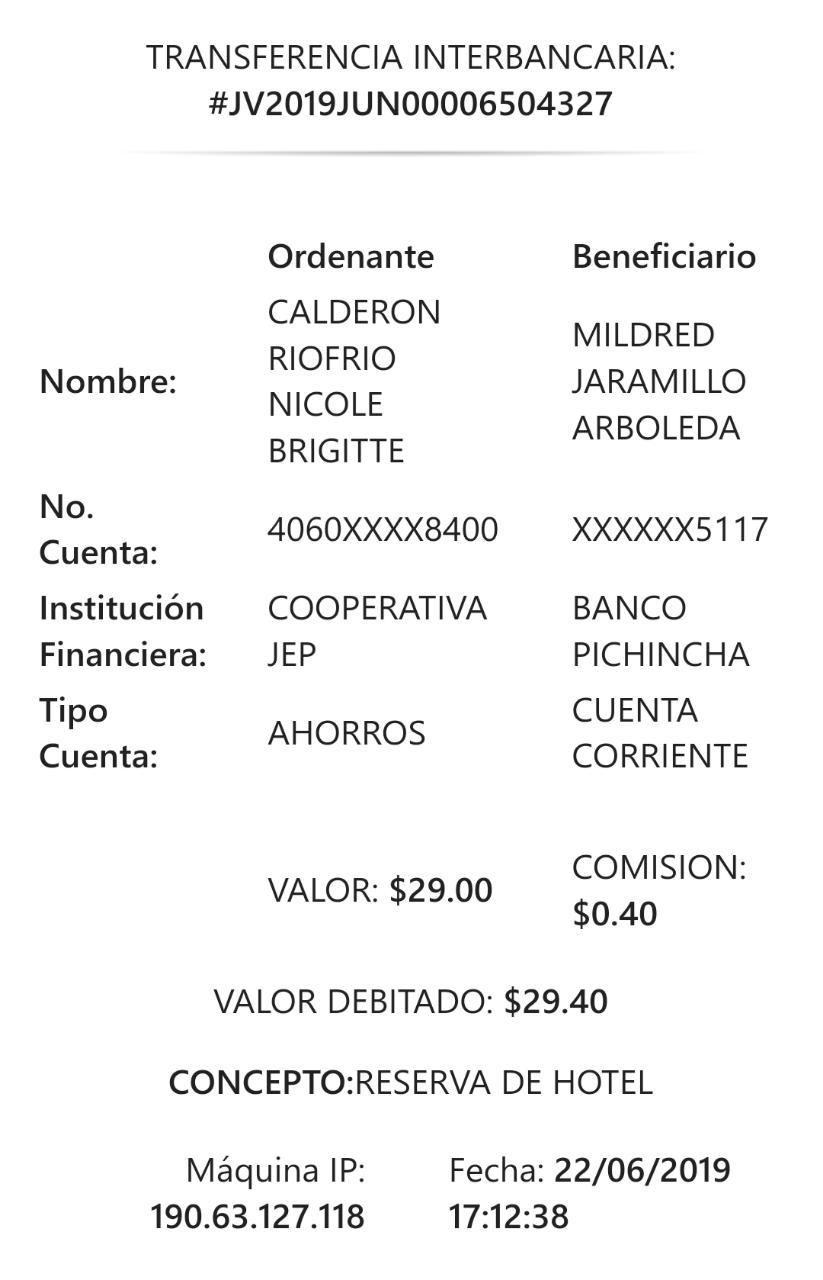 TRANSFERENCIA INTERBANCARIA:
#JV2019JUN00006504327
Ordenante Beneficiario
Nombre: CALDERON RIOFRIO NICOLE BRIGITTE MILDRED JARAMILLO ARBOLEDA
No. Cuenta: 4060XXXX8400 XXXXXX5117
Institución Financiera: COOPERATIVA JEP BANCO PICHINCHA
Tipo Cuenta: AHORROS CUENTA CORRIENTE
VALOR: $29.00 COMISION: $0.40
VALOR DEBITADO: $29.40
CONCEPTO:RESERVA DE HOTEL
Máquina IP: 190.63.127.118 Fecha: 22/06/2019 17:12:38